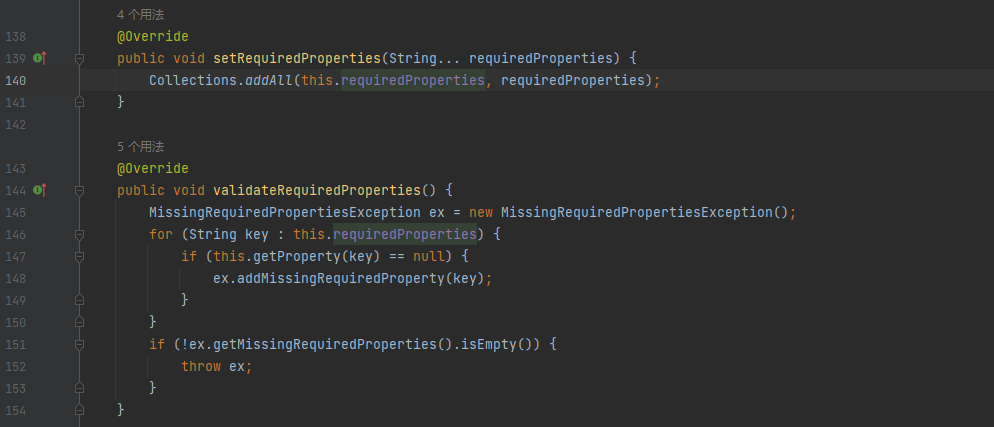 4 个用法
138 @Override
139 public void setRequiredProperties(String... requiredProperties) {
140 Collections.addAll(this.requiredProperties, requiredProperties);
141 }
142
5 个用法
143 @Override
144 public void validateRequiredProperties() {
145 MissingRequiredPropertiesException ex = new MissingRequiredPropertiesException();
146 for (String key : this.requiredProperties) {
147 if (this.getProperty(key) == null) {
148 ex.addMissingRequiredProperty(key);
149 }
150 }
151 if (!ex.getMissingRequiredProperties().isEmpty()) {
152 throw ex;
153 }
154 }